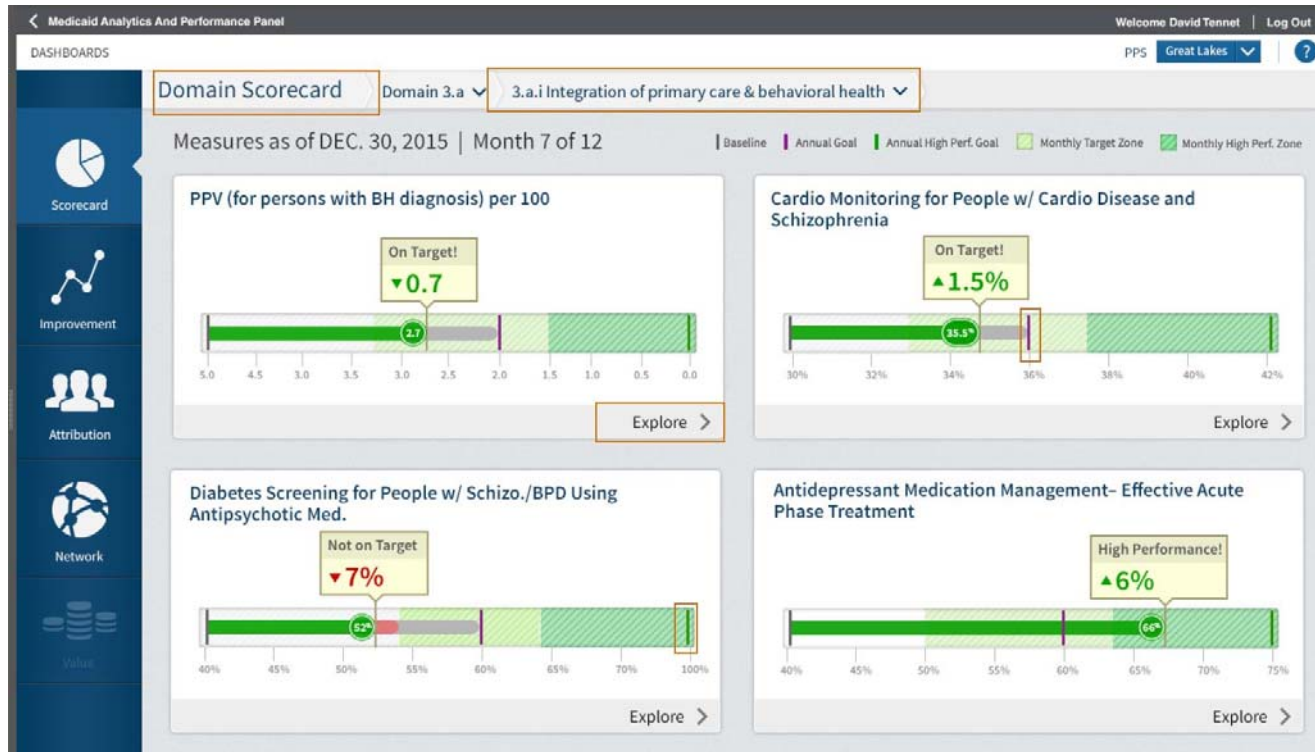 Medicaid Analytics And Performance Panel
Welcome David Tennet | Log Out
DASHBOARDS
PPS Great Lakes
?
Domain Scorecard
Domain 3.a
3.a.i Integration of primary care & behavioral health
Measures as of DEC. 30, 2015 | Month 7 of 12
Baseline
Annual Goal
Annual High Perf. Goal
Monthly Target Zone
Monthly High Perf. Zone
Scorecard
Improvement
Attribution
Network
Value
PPV (for persons with BH diagnosis) per 100
On Target!
▼0.7
2.7
5.0 4.5 3.0 3.5 3.0 2.5 2.0 1.5 1.0 0.5 0.0
Explore
Cardio Monitoring for People w/ Cardio Disease and
Schizophrenia
On Target!
▲1.5%
35.5%
30% 32% 34% 36% 38% 40% 42%
Explore
Diabetes Screening for People w/ Schizo./BPD Using
Antipsychotic Med.
Not on Target
▼7%
52%
40% 45% 50% 55% 60% 65% 70% 100%
Explore
Antidepressant Medication Management– Effective Acute
Phase Treatment
High Performance!
▲6%
66%
40% 45% 50% 55% 60% 65% 70% 75%
Explore